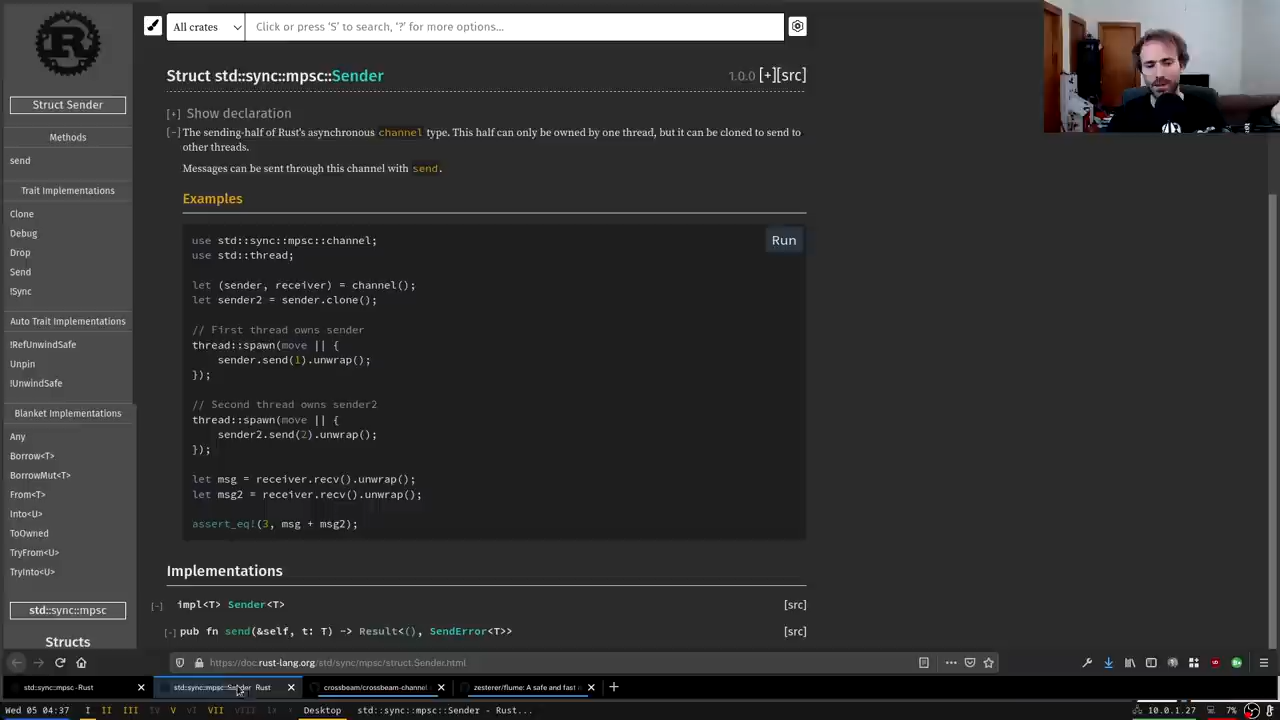 All crates
Click or press ‘S’ to search, ‘?’ for more options…
Struct Sender
Methods
send
Trait Implementations
Clone
Debug
Drop
Send
!Sync
Auto Trait Implementations
!RefUnwindSafe
Unpin
!UnwindSafe
Blanket Implementations
Any
Borrow<T>
BorrowMut<T>
From<T>
Into<U>
ToOwned
TryFrom<U>
TryInto<U>
std::sync::mpsc
Structs
Struct std::sync::mpsc::Sender
1.0.0 [+][src]
[+] Show declaration
[-] The sending-half of Rust's asynchronous channel type. This half can only be owned by one thread, but it can be cloned to send to
other threads.
Messages can be sent through this channel with send.
Examples
Run
use std::sync::mpsc::channel;
use std::thread;
let (sender, receiver) = channel();
let sender2 = sender.clone();
// First thread owns sender
thread::spawn(move || {
sender.send(1).unwrap();
});
// Second thread owns sender2
thread::spawn(move || {
sender2.send(2).unwrap();
});
let msg = receiver.recv().unwrap();
let msg2 = receiver.recv().unwrap();
assert_eq!(3, msg + msg2);
Implementations
[-] impl<T> Sender<T> [src]
[-] pub fn send(&self, t: T) -> Result<(), SendError<T>> [src]
https://doc.rust-lang.org/std/sync/mpsc/struct.Sender.html
std::sync::mpsc - Rust
std::sync::mpsc::Sender - Rust
crossbeam/crossbeam-channel
zesterer/flume: A safe and fast
Wed 05 04:37
I II III IV V VI VII VIII IX X
Desktop
std::sync::mpsc::Sender - Rust...
10.0.1.27
7%